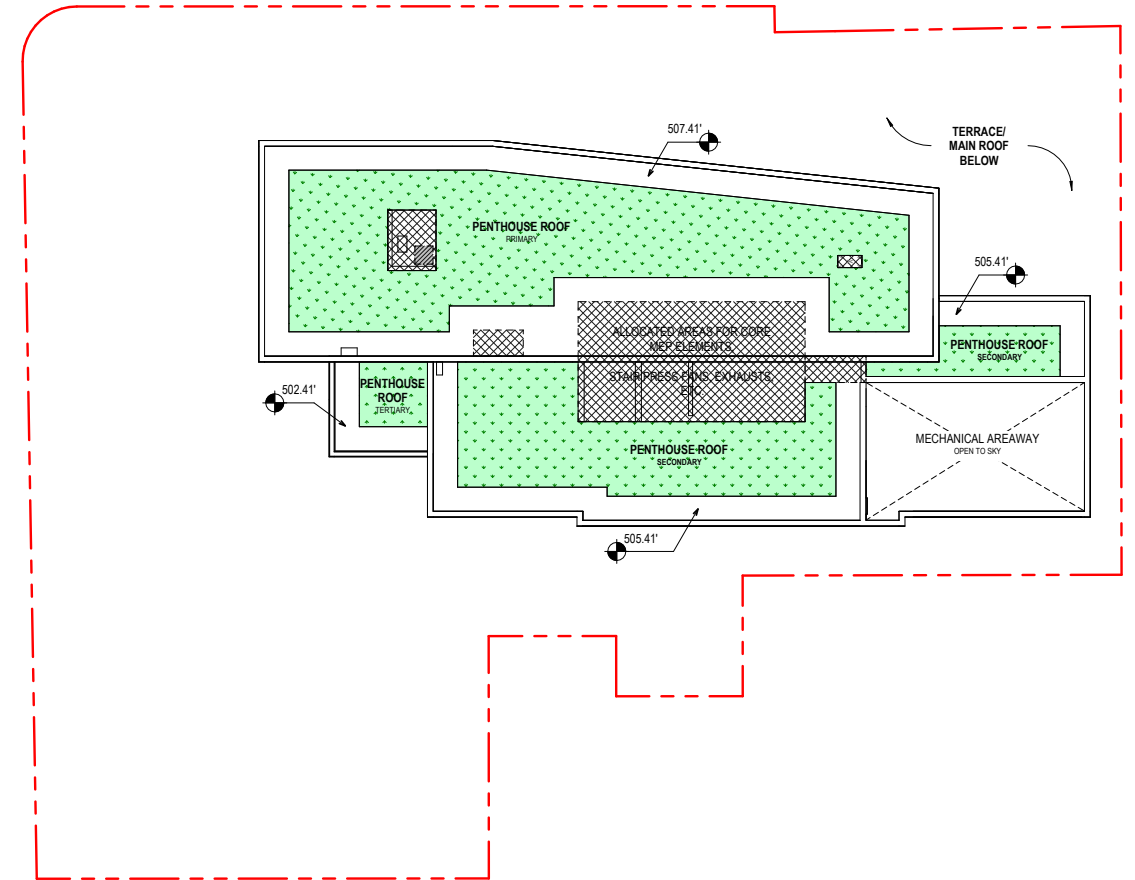 507.41'
TERRACE/
MAIN ROOF
BELOW
PENTHOUSE ROOF
PRIMARY
505.41'
ALLOCATED AREAS FOR CORE
MEP ELEMENTS,
STAIR PRESS FANS, EXHAUSTS,
ETC
PENTHOUSE ROOF
SECONDARY
502.41'
PENTHOUSE
ROOF
TERTIARY
MECHANICAL AREAWAY
OPEN TO SKY
PENTHOUSE ROOF
SECONDARY
505.41'